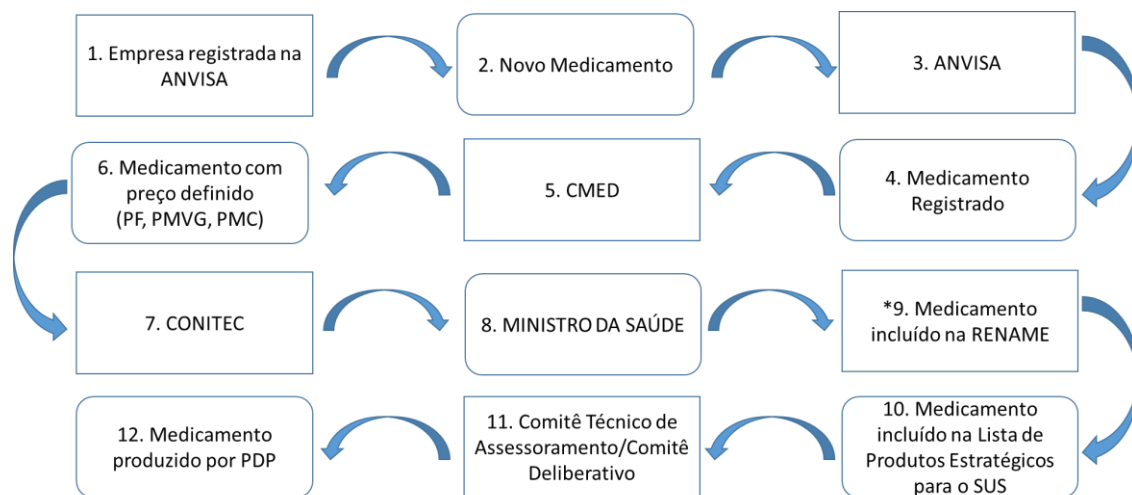 1. Empresa registrada na
ANVISA
2. Novo Medicamento
3. ANVISA
4. Medicamento
Registrado
5. CMED
6. Medicamento com
preço definido
(PF, PMVG, PMC)
7. CONITEC
8. MINISTRO DA SAÚDE
*9. Medicamento
incluído na RENAME
10. Medicamento
incluído na Lista de
Produtos Estratégicos
para o SUS
11. Comitê Técnico de
Assessoramento/Comitê
Deliberativo
12. Medicamento
produzido por PDP